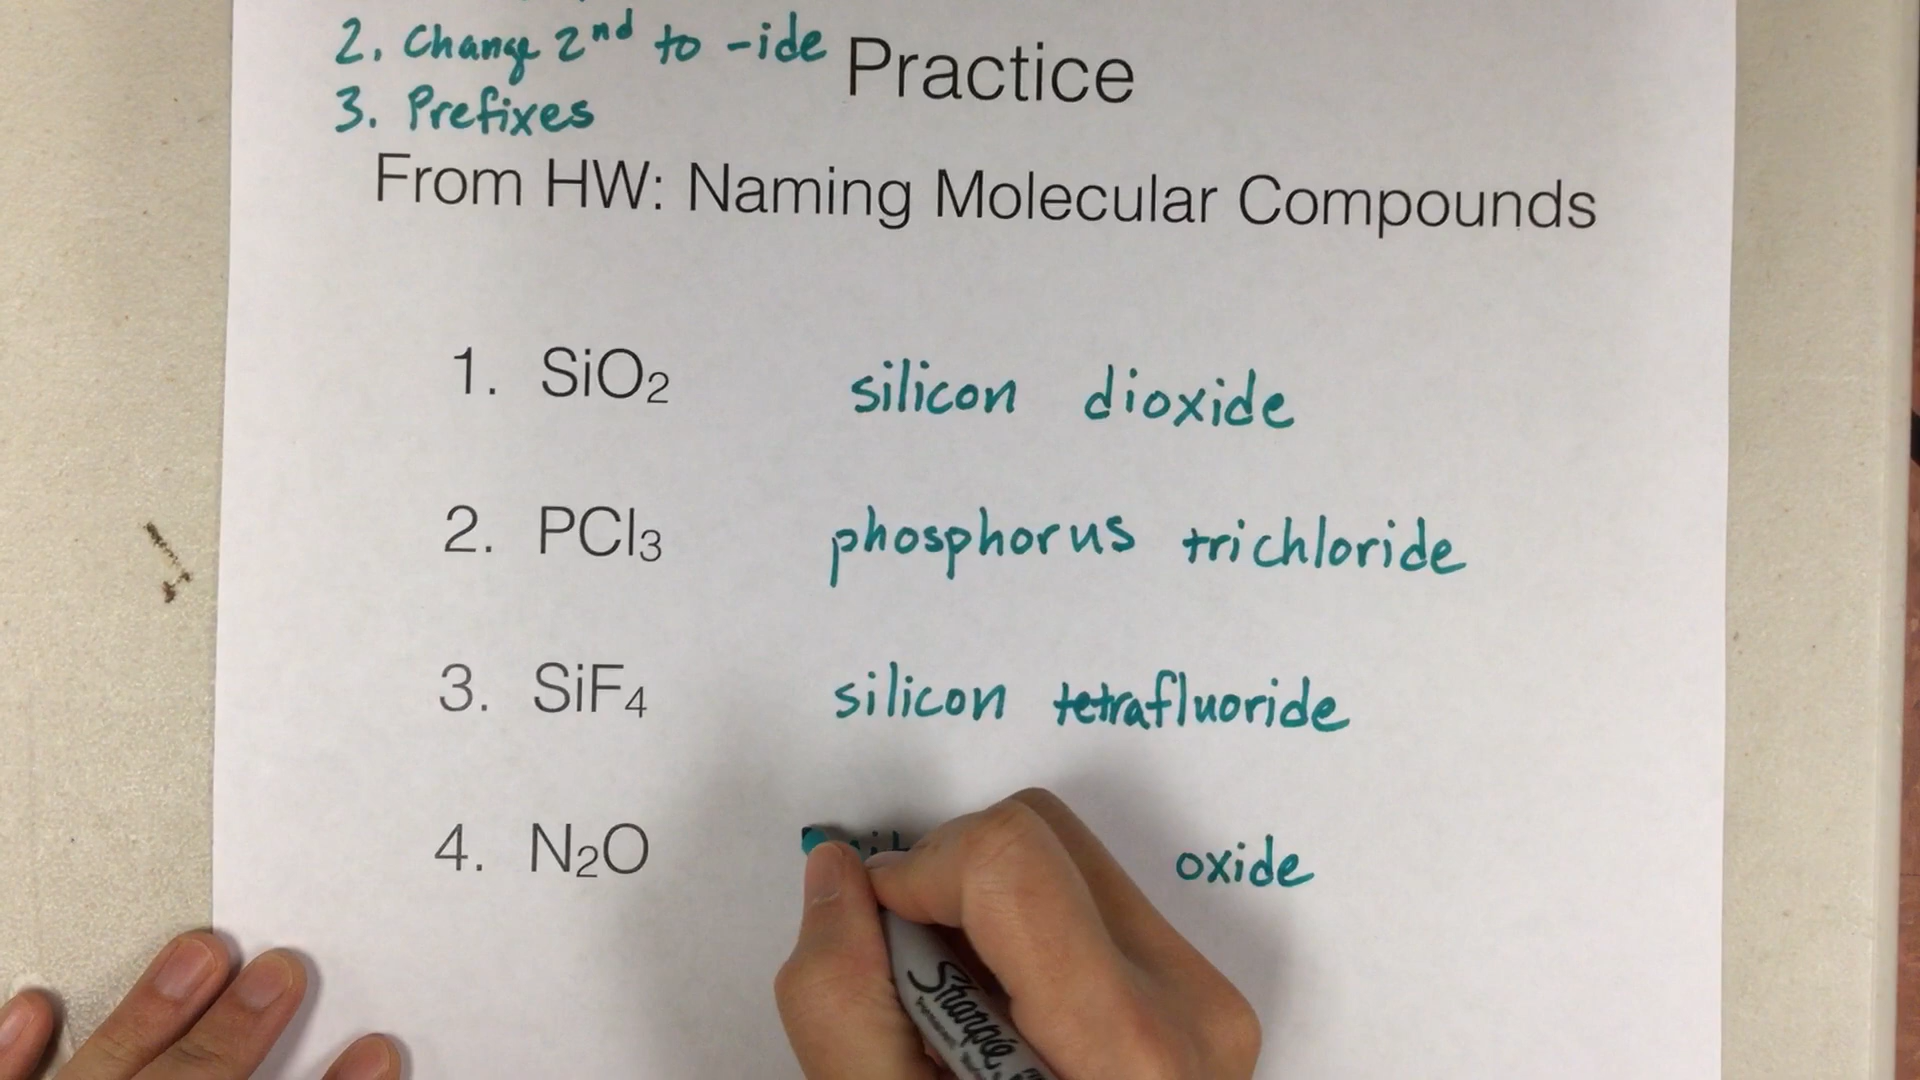 2. Change 2nd to -ide
Practice
3. Prefixes
From HW: Naming Molecular Compounds
1. SiO2 silicon dioxide
2. PCl3 phosphorus trichloride
3. SiF4 silicon tetrafluoride
4. N2O oxide
Sharpie